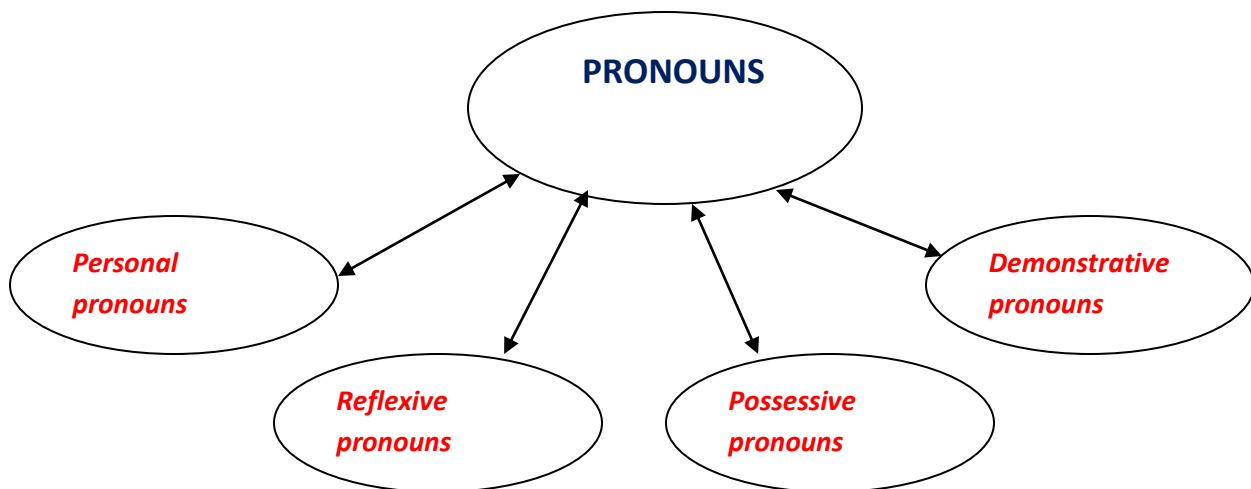 PRONOUNS
Personal
pronouns
Reflexive
pronouns
Possessive
pronouns
Demonstrative
pronouns